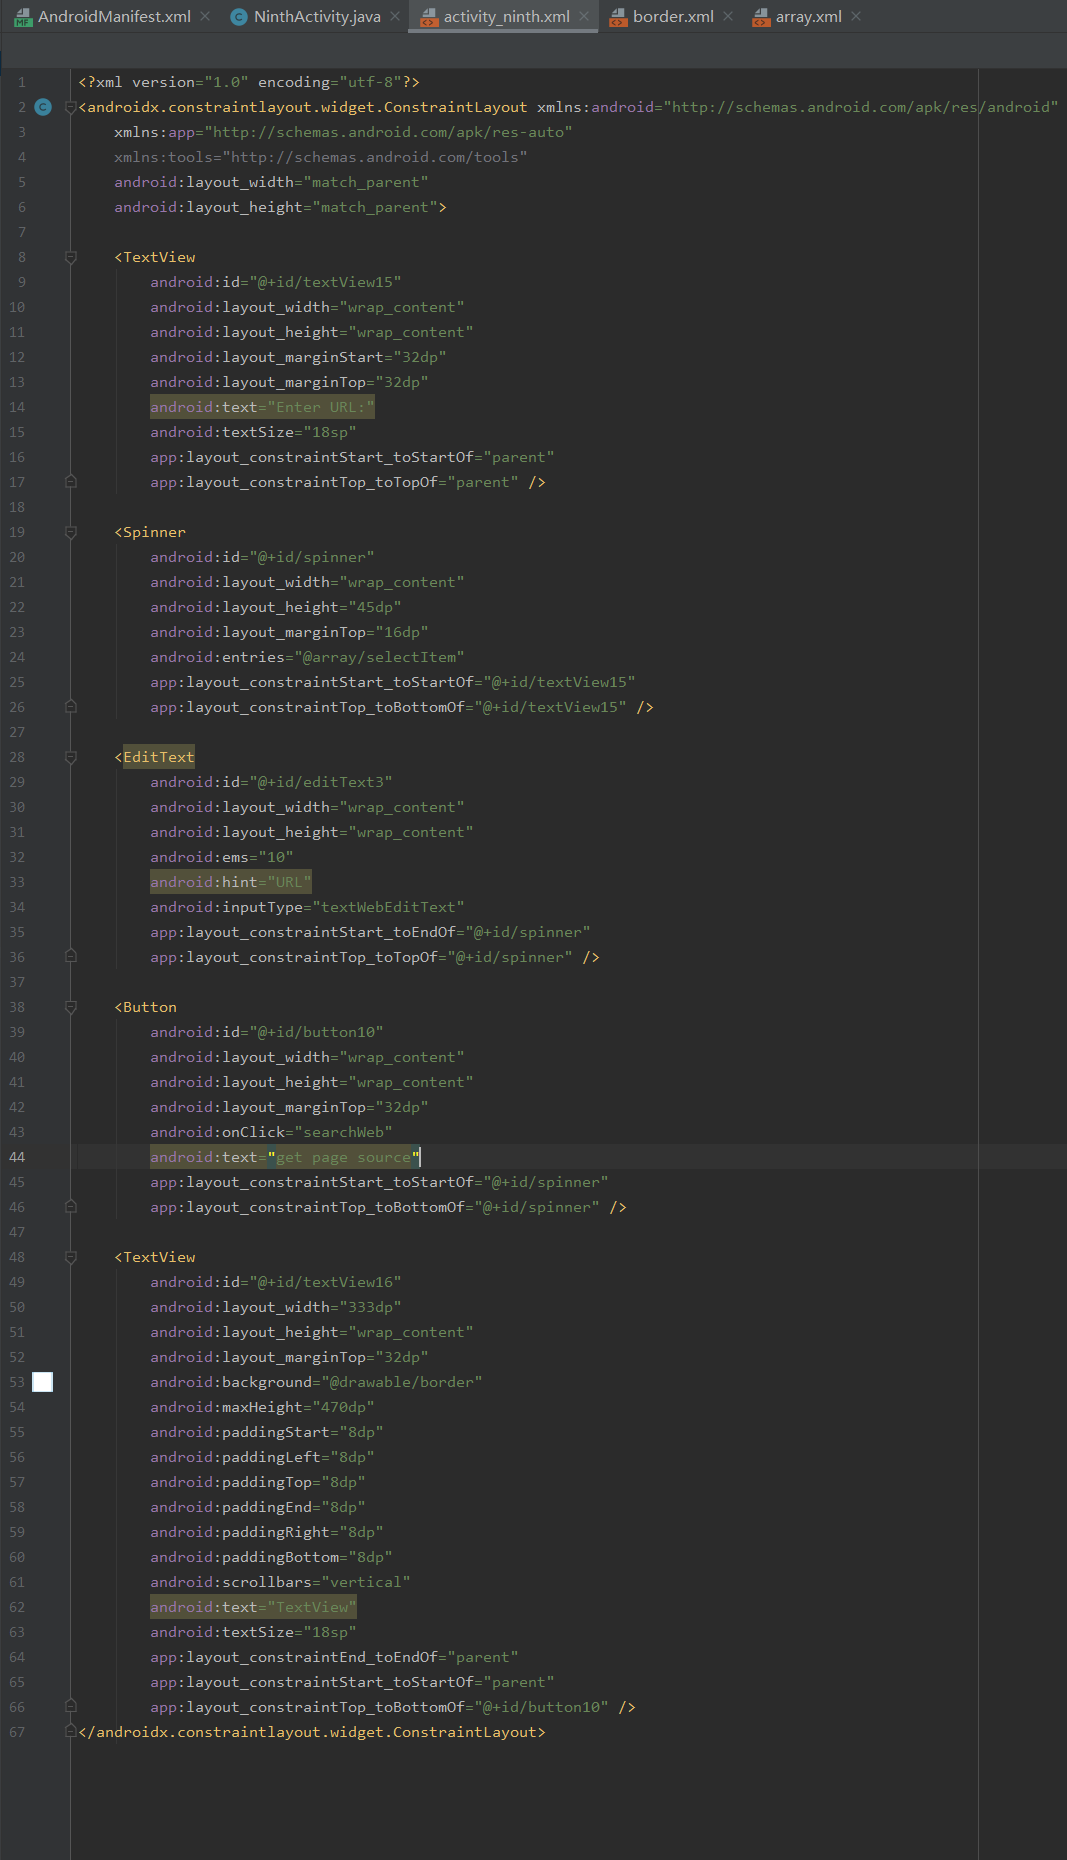 AndroidManifest.xml NinthActivity.java activity_ninth.xml border.xml array.xml
1 <?xml version="1.0" encoding="utf-8"?>
2 <androidx.constraintlayout.widget.ConstraintLayout xmlns:android="http://schemas.android.com/apk/res/android"
3 xmlns:app="http://schemas.android.com/apk/res-auto"
4 xmlns:tools="http://schemas.android.com/tools"
5 android:layout_width="match_parent"
6 android:layout_height="match_parent">
7
8 <TextView
9 android:id="@+id/textView15"
10 android:layout_width="wrap_content"
11 android:layout_height="wrap_content"
12 android:layout_marginStart="32dp"
13 android:layout_marginTop="32dp"
14 android:text="Enter URL:"
15 android:textSize="18sp"
16 app:layout_constraintStart_toStartOf="parent"
17 app:layout_constraintTop_toTopOf="parent" />
18
19 <Spinner
20 android:id="@+id/spinner"
21 android:layout_width="wrap_content"
22 android:layout_height="45dp"
23 android:layout_marginTop="16dp"
24 android:entries="@array/selectItem"
25 app:layout_constraintStart_toStartOf="@+id/textView15"
26 app:layout_constraintTop_toBottomOf="@+id/textView15" />
27
28 <EditText
29 android:id="@+id/editText3"
30 android:layout_width="wrap_content"
31 android:layout_height="wrap_content"
32 android:ems="10"
33 android:hint="URL"
34 android:inputType="textWebEditText"
35 app:layout_constraintStart_toEndOf="@+id/spinner"
36 app:layout_constraintTop_toTopOf="@+id/spinner" />
37
38 <Button
39 android:id="@+id/button10"
40 android:layout_width="wrap_content"
41 android:layout_height="wrap_content"
42 android:layout_marginTop="32dp"
43 android:onClick="searchWeb"
44 android:text="get page source"
45 app:layout_constraintStart_toStartOf="@+id/spinner"
46 app:layout_constraintTop_toBottomOf="@+id/spinner" />
47
48 <TextView
49 android:id="@+id/textView16"
50 android:layout_width="333dp"
51 android:layout_height="wrap_content"
52 android:layout_marginTop="32dp"
53 android:background="@drawable/border"
54 android:maxHeight="470dp"
55 android:paddingStart="8dp"
56 android:paddingLeft="8dp"
57 android:paddingTop="8dp"
58 android:paddingEnd="8dp"
59 android:paddingRight="8dp"
60 android:paddingBottom="8dp"
61 android:scrollbars="vertical"
62 android:text="TextView"
63 android:textSize="18sp"
64 app:layout_constraintEnd_toEndOf="parent"
65 app:layout_constraintStart_toStartOf="parent"
66 app:layout_constraintTop_toBottomOf="@+id/button10" />
67 </androidx.constraintlayout.widget.ConstraintLayout>